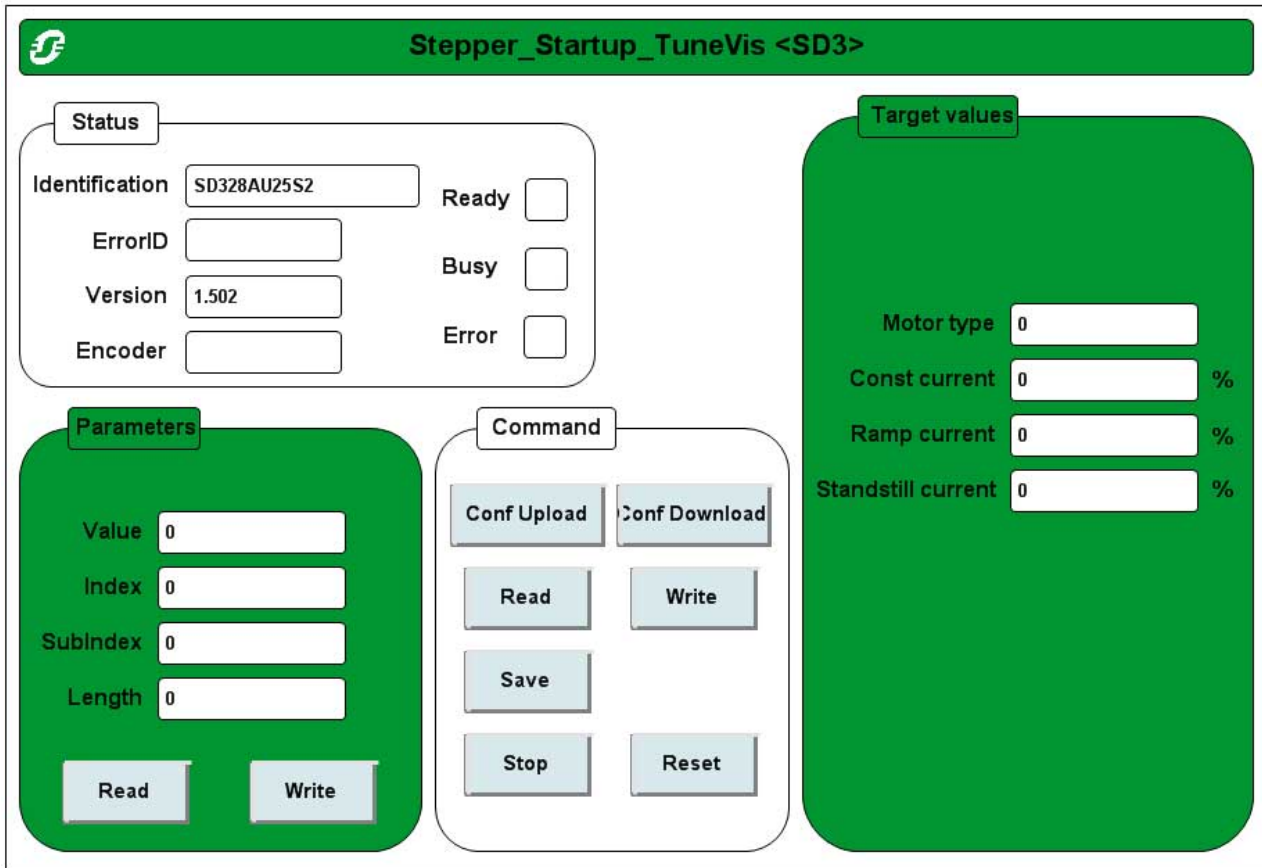 Stepper_Startup_TuneVis <SD3>
Status
Identification SD328AU25S2
ErrorID
Version 1.502
Encoder
Ready
Busy
Error
Target values
Motor type 0
Const current 0 %
Ramp current 0 %
Standstill current 0 %
Parameters
Value 0
Index 0
SubIndex 0
Length 0
Read Write
Command
Conf Upload Conf Download
Read Write
Save
Stop Reset